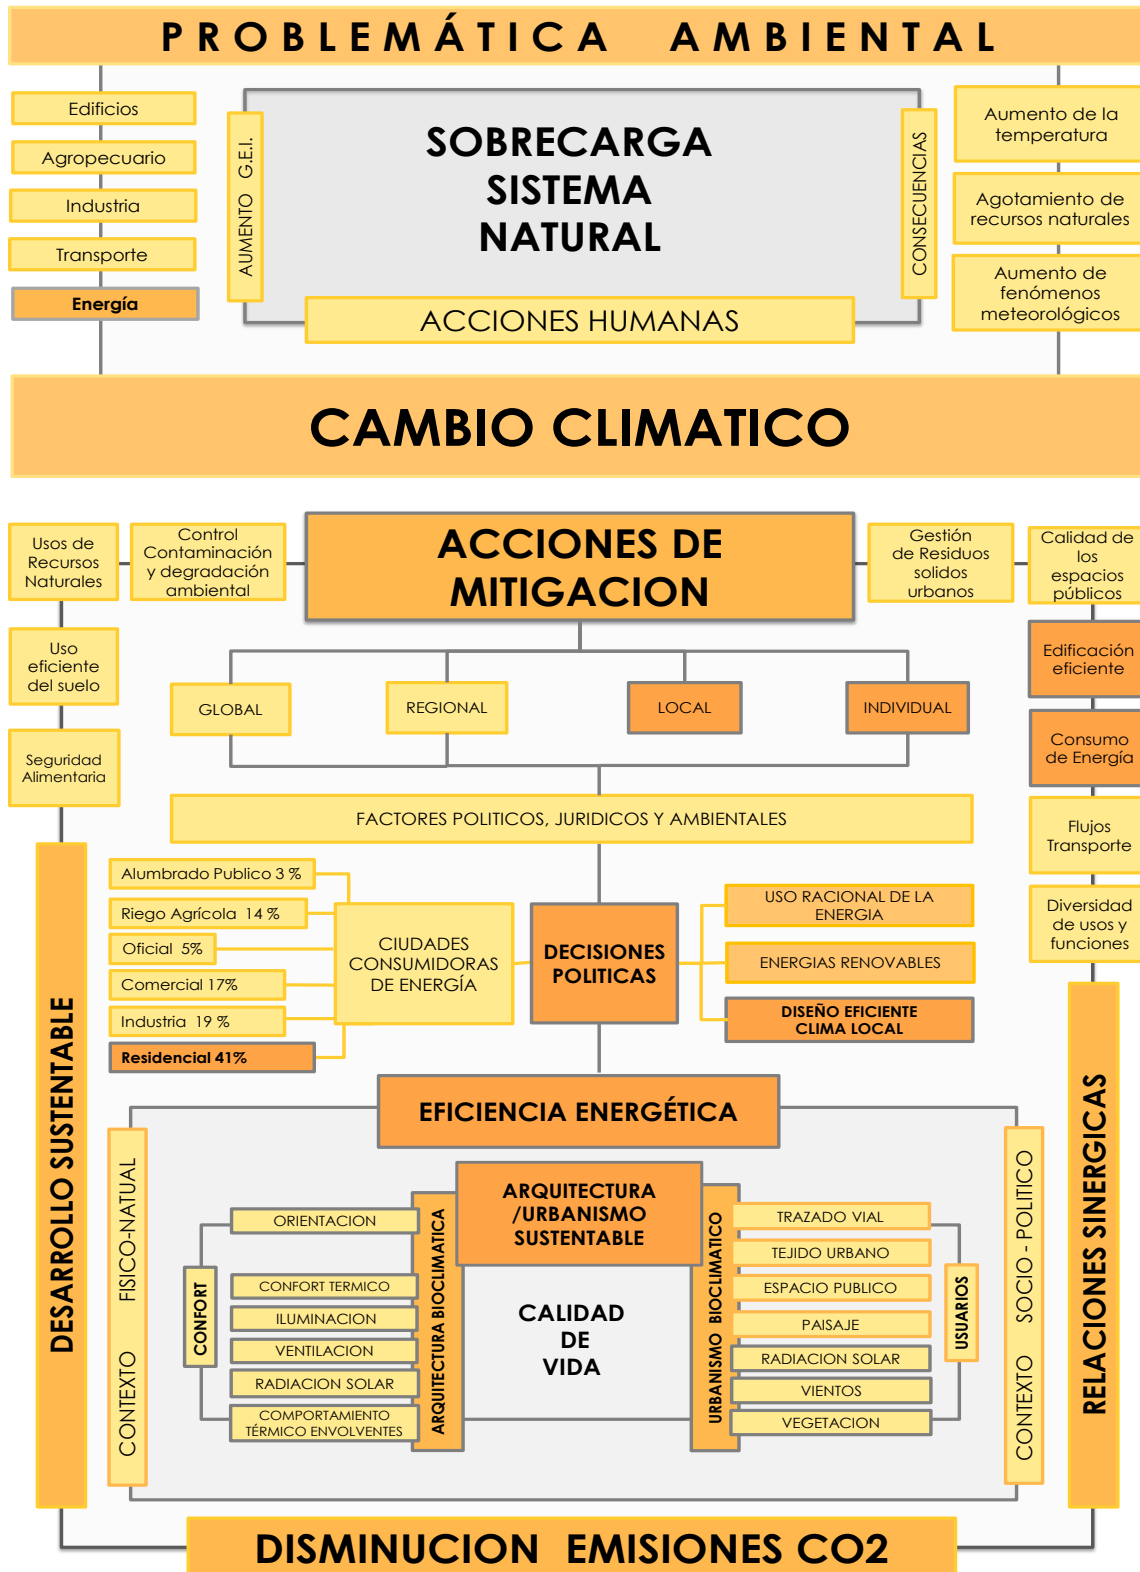 PROBLEMÁTICA AMBIENTAL
Edificios
Agropecuario
Industria
Transporte
Energía
AUMENTO G.E.I.
SOBRECARGA
SISTEMA
NATURAL
CONSECUENCIAS
ACCIONES HUMANAS
Aumento de la
temperatura
Agotamiento de
recursos naturales
Aumento de
fenómenos
meteorológicos
CAMBIO CLIMATICO
Usos de
Recursos
Naturales
Control
Contaminación
y degradación
ambiental
ACCIONES DE
MITIGACION
Gestión
de Residuos
solidos
urbanos
Calidad de
los
espacios
públicos
Uso
eficiente
del suelo
Seguridad
Alimentaria
GLOBAL
REGIONAL
LOCAL
INDIVIDUAL
Edificación
eficiente
Consumo
de Energía
Flujos
Transporte
Diversidad
de usos y
funciones
FACTORES POLITICOS, JURIDICOS Y AMBIENTALES
Alumbrado Publico 3 %
Riego Agrícola 14 %
Oficial 5%
Comercial 17%
Industria 19 %
Residencial 41%
CIUDADES
CONSUMIDORAS
DE ENERGÍA
DECISIONES
POLITICAS
USO RACIONAL DE LA
ENERGIA
ENERGIAS RENOVABLES
DISEÑO EFICIENTE
CLIMA LOCAL
DESARROLLO SUSTENTABLE
RELACIONES SINERGICAS
EFICIENCIA ENERGÉTICA
CONTEXTO FISICO-NATUAL
CONTEXTO SOCIO - POLITICO
ARQUITECTURA
/URBANISMO
SUSTENTABLE
CONFORT
ORIENTACION
CONFORT TERMICO
ILUMINACION
VENTILACION
RADIACION SOLAR
COMPORTAMIENTO
TÉRMICO ENVOLVENTES
ARQUITECTURA BIOCLIMATICA
CALIDAD
DE
VIDA
URBANISMO BIOCLIMATICO
TRAZADO VIAL
TEJIDO URBANO
ESPACIO PUBLICO
PAISAJE
RADIACION SOLAR
VIENTOS
VEGETACION
USUARIOS
DISMINUCION EMISIONES CO2